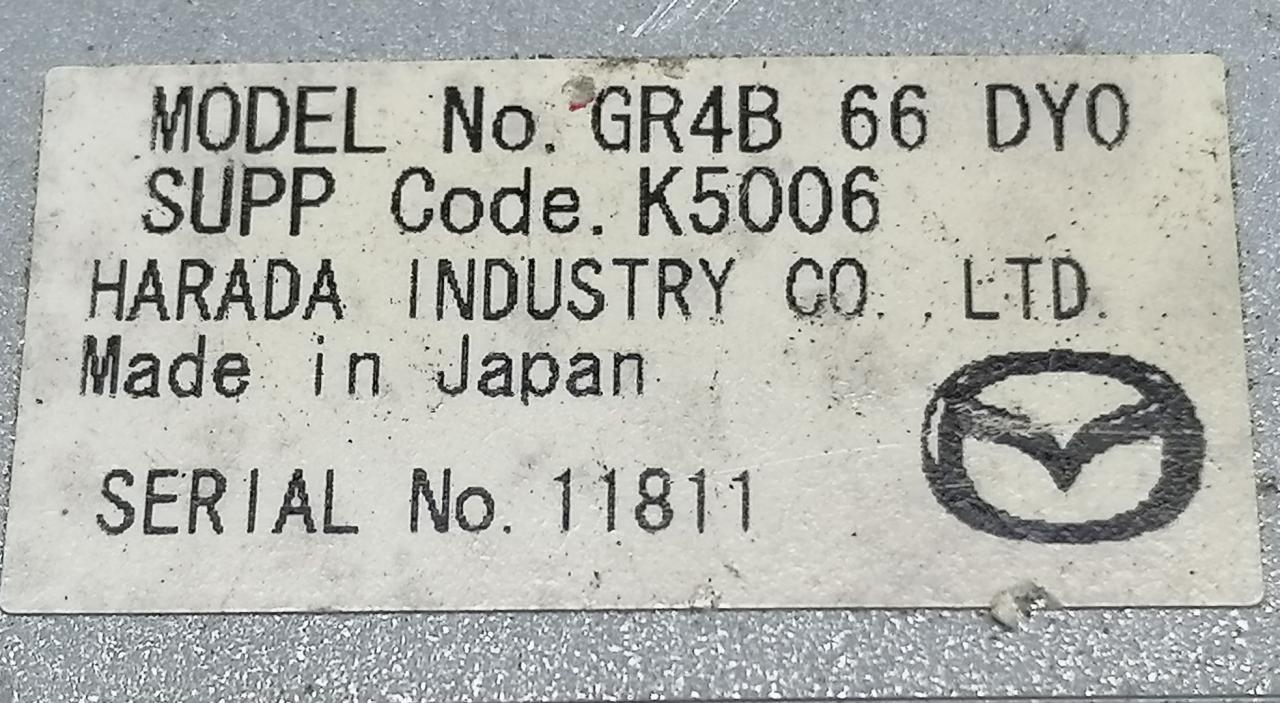 MODEL No. GR4B 66 DY0
SUPP Code. K5006
HARADA INDUSTRY CO. , LTD.
Made in Japan
SERIAL No. 11811